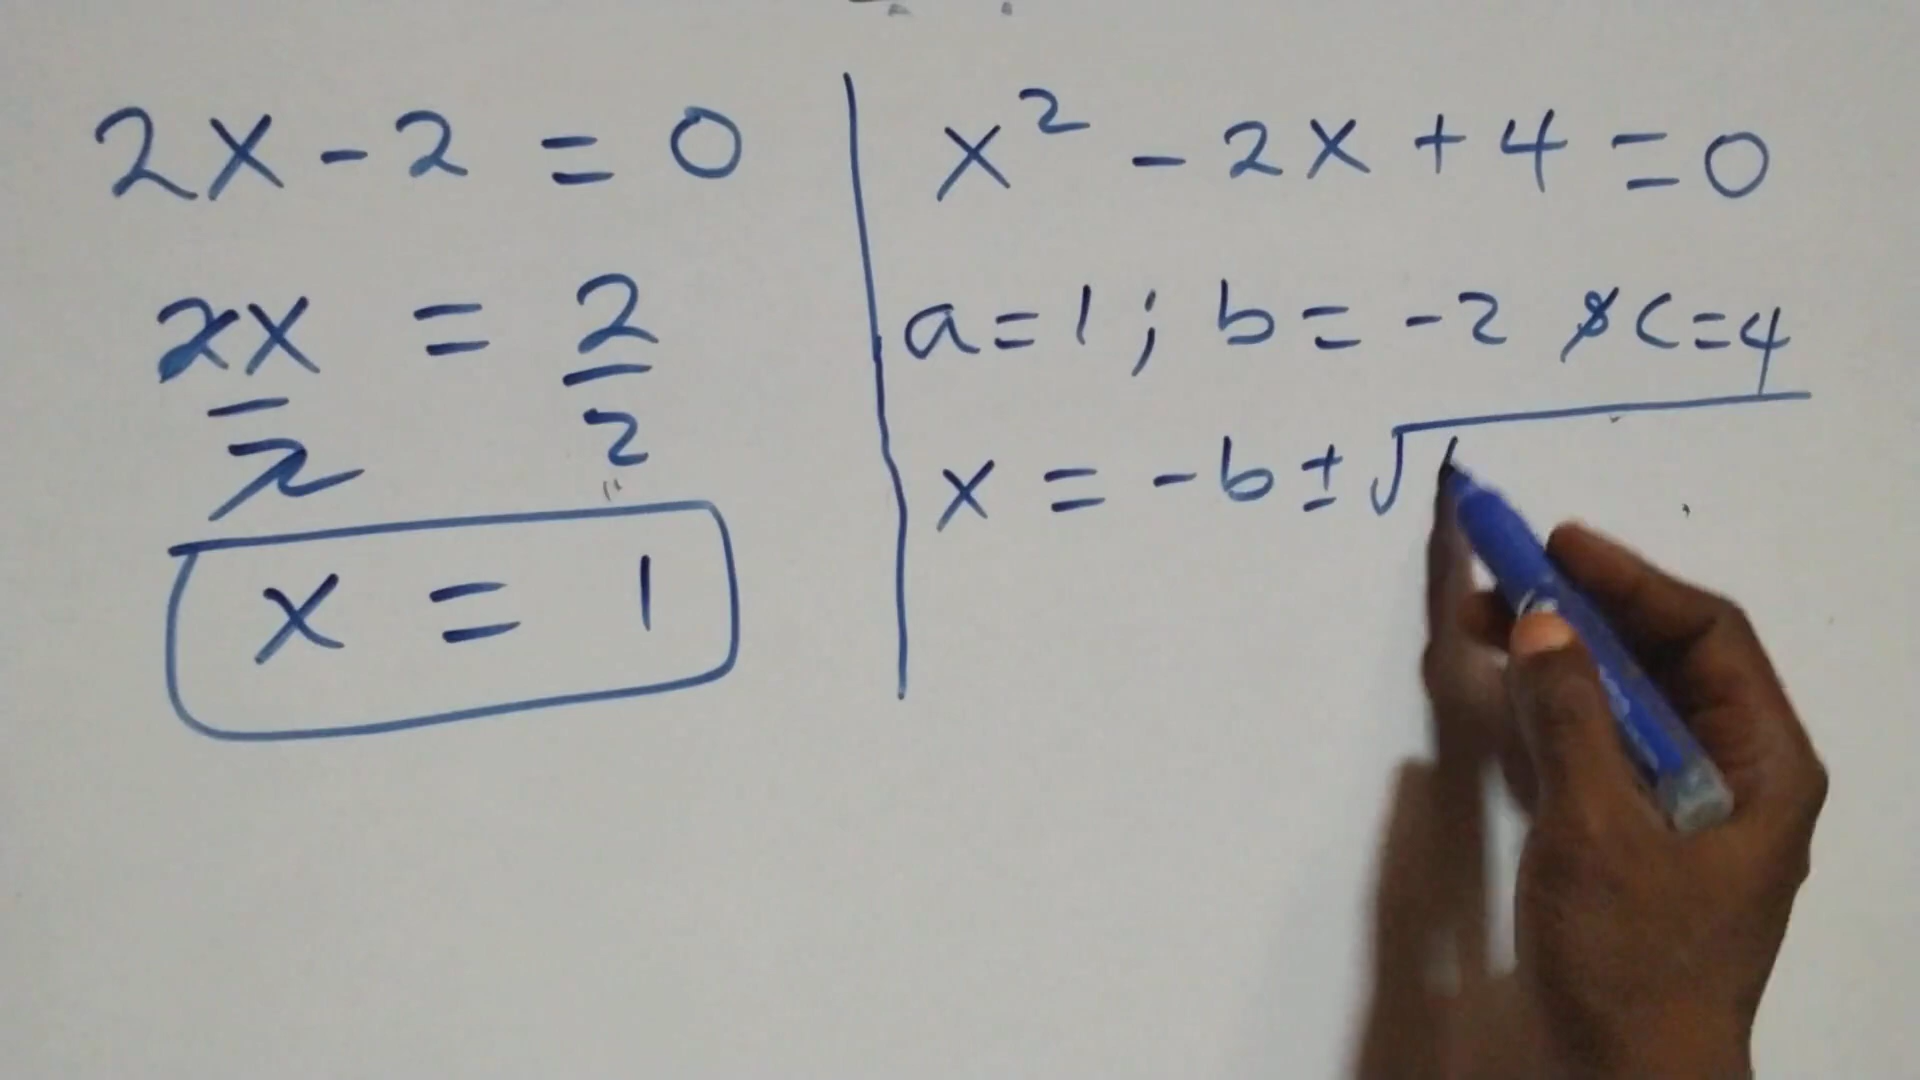 2x - 2 = 0
2x/2 = 2/2
x = 1
x² - 2x + 4 = 0
a = 1 ; b = -2 & c = 4
x = -b ± √